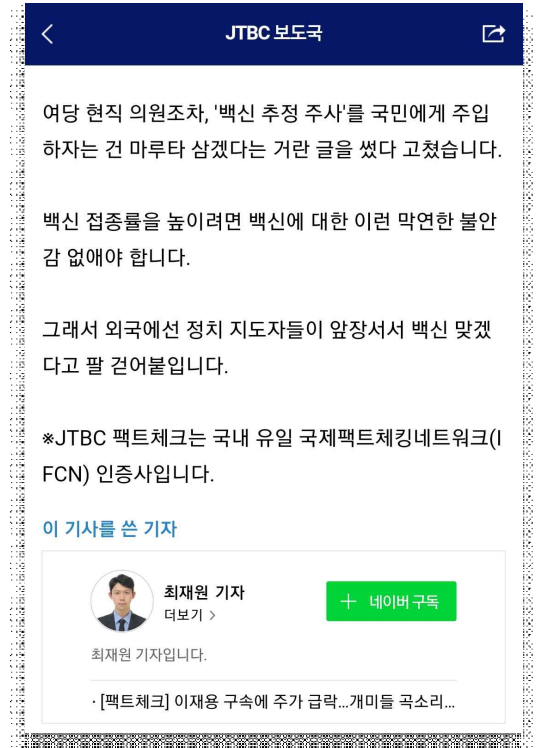 JTBC 보도국
여당 현직 의원조차, '백신 추정 주사'를 국민에게 주입
하자는 건 마루타 삼겠다는 거란 글을 썼다 고쳤습니다.
백신 접종률을 높이려면 백신에 대한 이런 막연한 불안
감 없애야 합니다.
그래서 외국에선 정치 지도자들이 앞장서서 백신 맞겠
다고 팔 걷어붙입니다.
※JTBC 팩트체크는 국내 유일 국제팩트체킹네트워크(I
FCN) 인증사입니다.
이 기사를 쓴 기자
최재원 기자
더보기 >
+ 네이버 구독
최재원 기자입니다.
· [팩트체크] 이재용 구속에 주가 급락…개미들 곡소리…